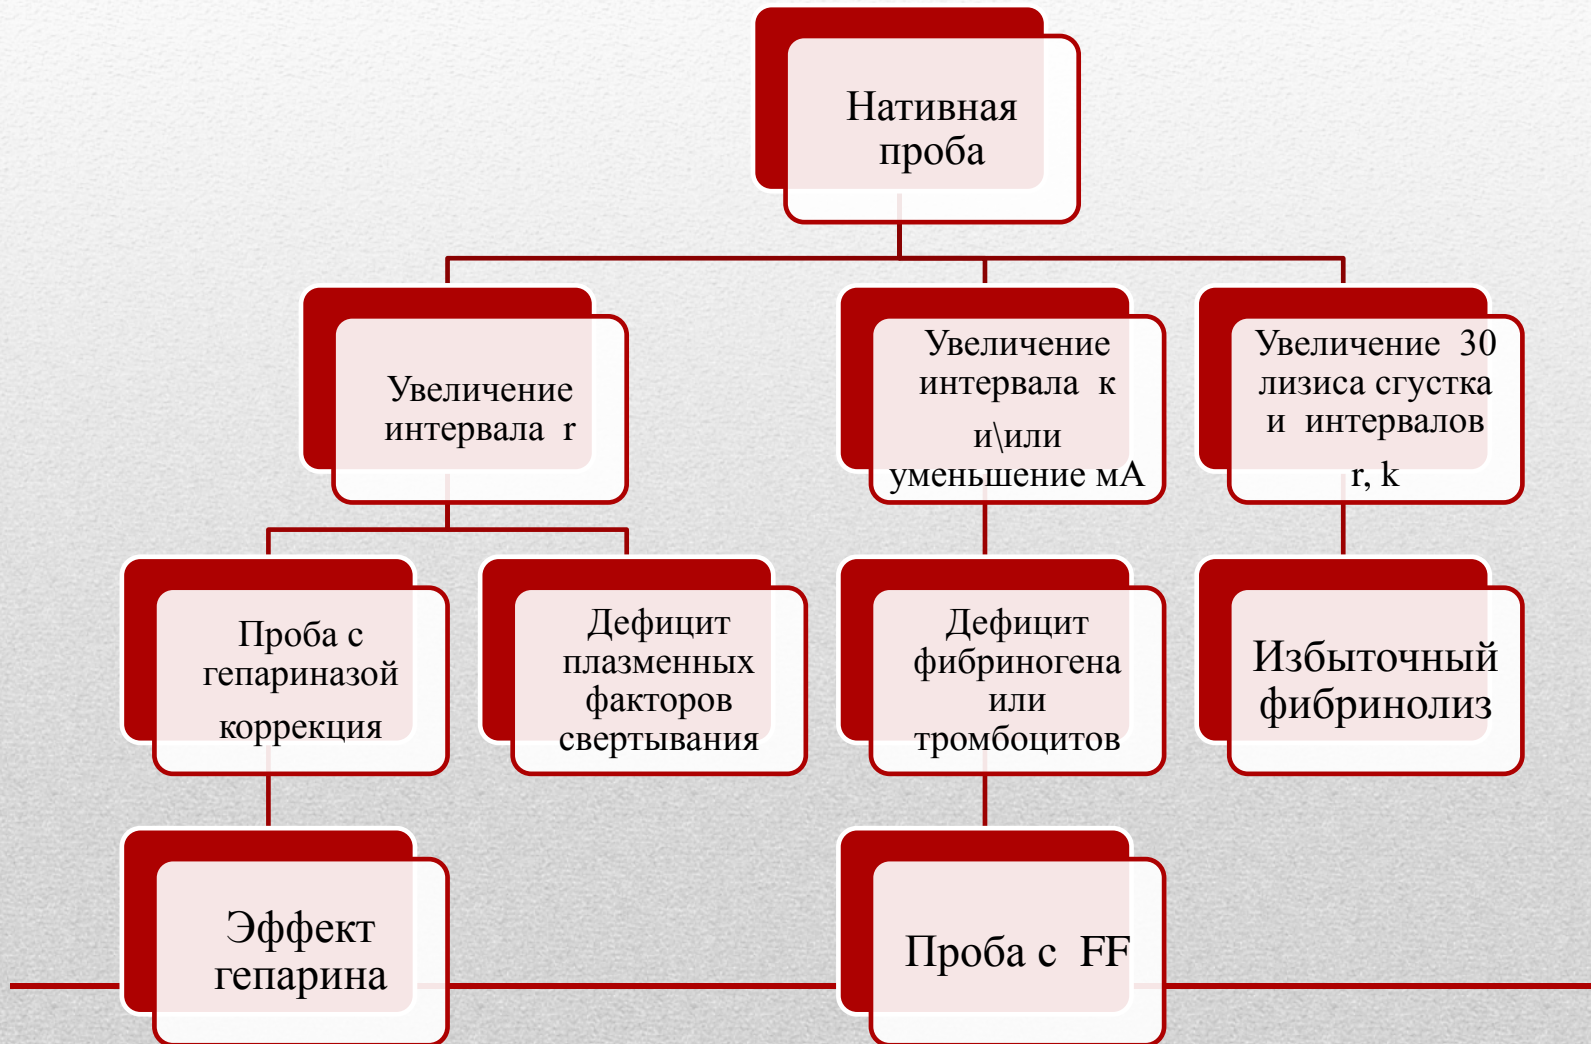 Нативная
проба
Увеличение
интервала r
Увеличение
интервала к
и\или
уменьшение мА
Увеличение 30
лизиса сгустка
и интервалов
r, k
Проба с
гепариназой
коррекция
Дефицит
плазменных
факторов
свертывания
Дефицит
фибриногена
или
тромбоцитов
Избыточный
фибринолиз
Эффект
гепарина
Проба с FF